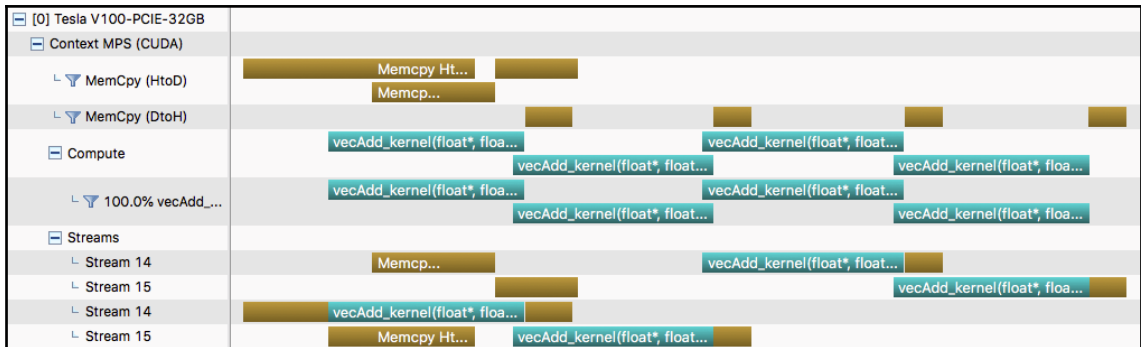 [0] Tesla V100-PCIE-32GB
Context MPS (CUDA)
MemCpy (HtoD)
Memcpy Ht...
Memcp...
MemCpy (DtoH)
Compute
vecAdd_kernel(float*, floa... vecAdd_kernel(float*, float...
vecAdd_kernel(float*, float... vecAdd_kernel(float*, float...
100.0% vecAdd_...
vecAdd_kernel(float*, floa... vecAdd_kernel(float*, float...
vecAdd_kernel(float*, float... vecAdd_kernel(float*, float...
Streams
Stream 14 Memcp... vecAdd_kernel(float*, float...
Stream 15 vecAdd_kernel(float*, floa...
Stream 14 vecAdd_kernel(float*, floa...
Stream 15 Memcpy Ht... vecAdd_kernel(float*, float...